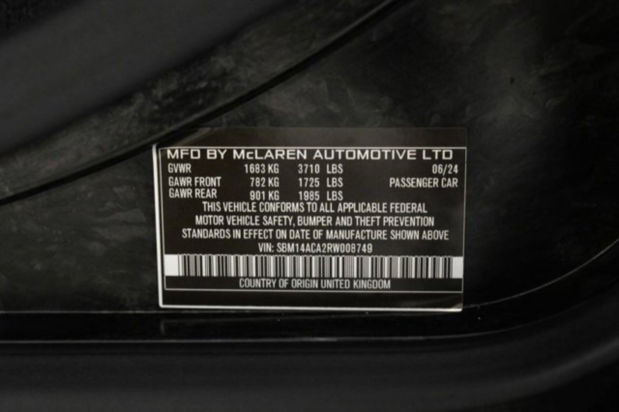 MFD BY McLAREN AUTOMOTIVE LTD
GVWR 1683 KG 3710 LBS 06/24
GAWR FRONT 782 KG 1725 LBS PASSENGER CAR
GAWR REAR 901 KG 1985 LBS
THIS VEHICLE CONFORMS TO ALL APPLICABLE FEDERAL
MOTOR VEHICLE SAFETY, BUMPER AND THEFT PREVENTION
STANDARDS IN EFFECT ON DATE OF MANUFACTURE SHOWN ABOVE
VIN: SBM14ACA2RW008749
COUNTRY OF ORIGIN UNITED KINGDOM